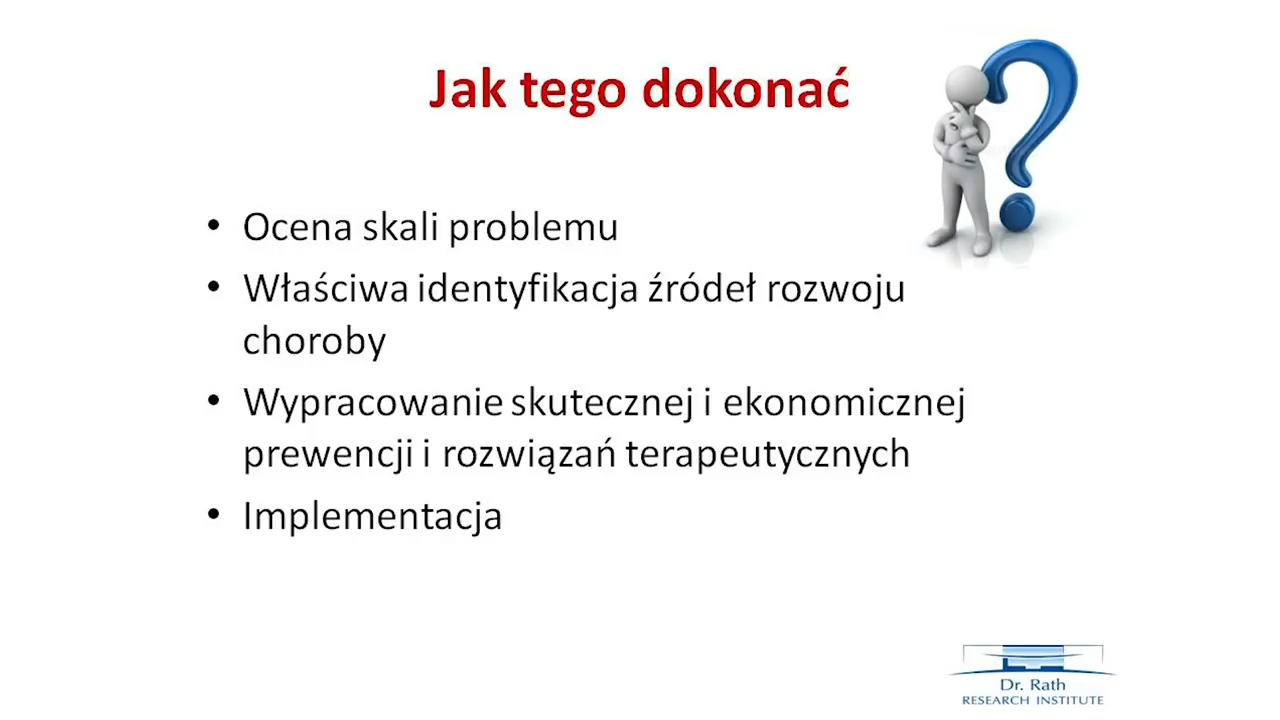 Jak tego dokonać
• Ocena skali problemu
• Właściwa identyfikacja źródeł rozwoju
choroby
• Wypracowanie skutecznej i ekonomicznej
prewencji i rozwiązań terapeutycznych
• Implementacja
Dr. Rath
RESEARCH INSTITUTE